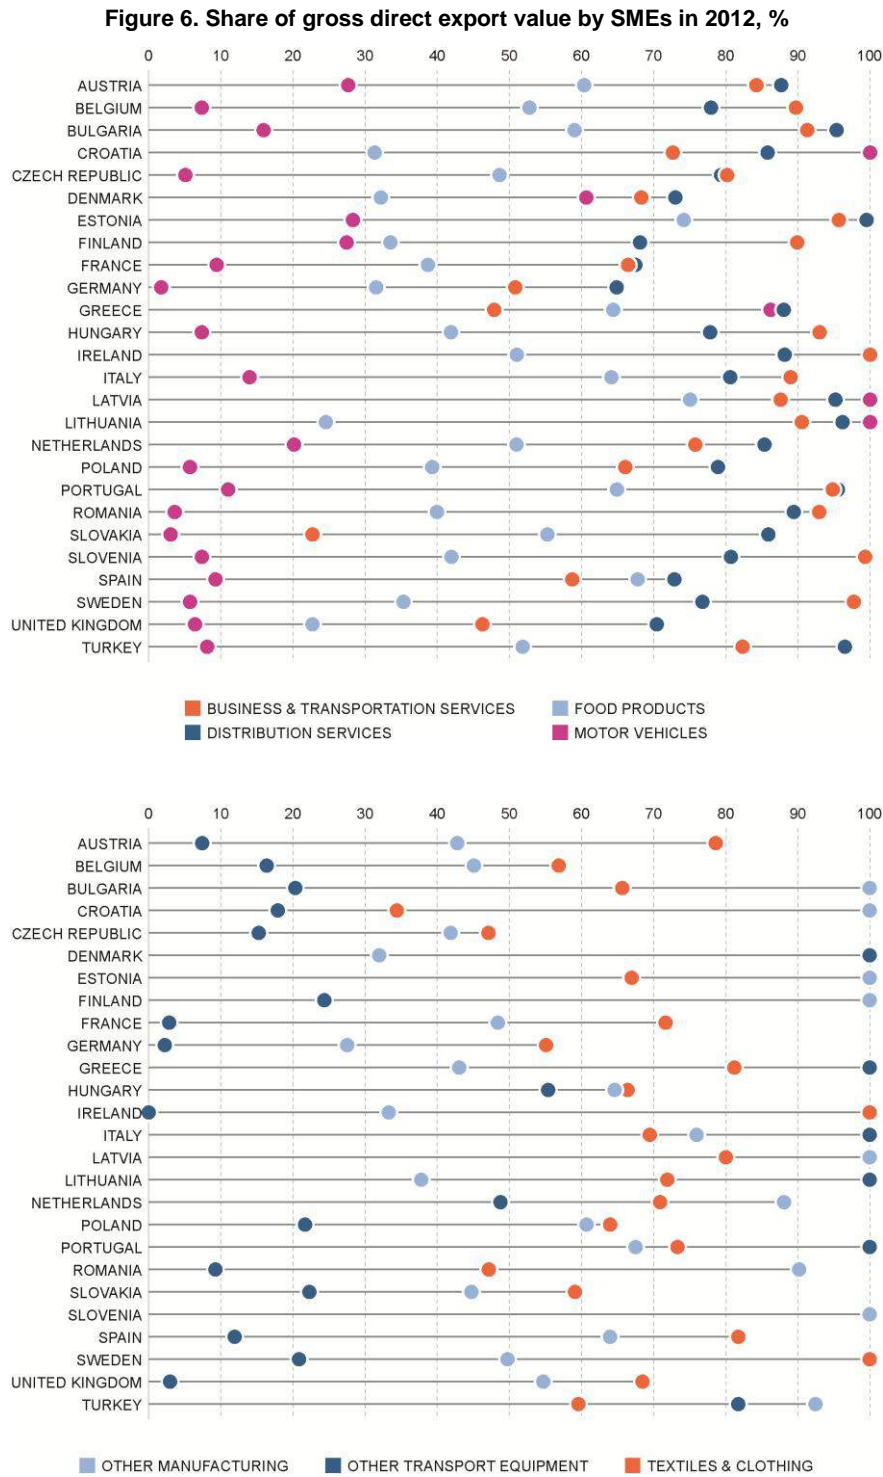 Figure 6. Share of gross direct export value by SMEs in 2012, %
0 10 20 30 40 50 60 70 80 90 100
AUSTRIA
BELGIUM
BULGARIA
CROATIA
CZECH REPUBLIC
DENMARK
ESTONIA
FINLAND
FRANCE
GERMANY
GREECE
HUNGARY
IRELAND
ITALY
LATVIA
LITHUANIA
NETHERLANDS
POLAND
PORTUGAL
ROMANIA
SLOVAKIA
SLOVENIA
SPAIN
SWEDEN
UNITED KINGDOM
TURKEY
BUSINESS & TRANSPORTATION SERVICES FOOD PRODUCTS
DISTRIBUTION SERVICES MOTOR VEHICLES
0 10 20 30 40 50 60 70 80 90 100
AUSTRIA
BELGIUM
BULGARIA
CROATIA
CZECH REPUBLIC
DENMARK
ESTONIA
FINLAND
FRANCE
GERMANY
GREECE
HUNGARY
IRELAND
ITALY
LATVIA
LITHUANIA
NETHERLANDS
POLAND
PORTUGAL
ROMANIA
SLOVAKIA
SLOVENIA
SPAIN
SWEDEN
UNITED KINGDOM
TURKEY
OTHER MANUFACTURING OTHER TRANSPORT EQUIPMENT TEXTILES & CLOTHING